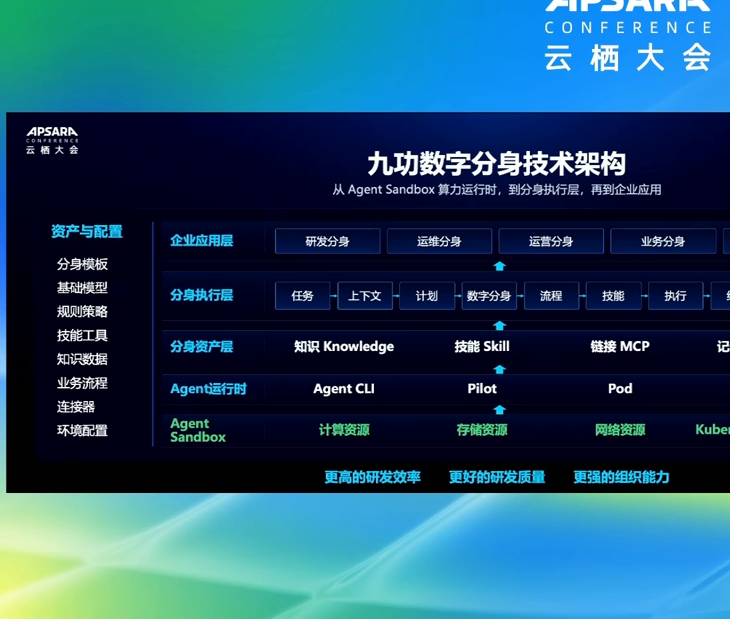 APSARA
CONFERENCE
云栖大会
APSARA
CONFERENCE
云栖大会
九功数字分身技术架构
从 Agent Sandbox 算力运行时，到分身执行层，再到企业应用
资产与配置
分身模板
基础模型
规则策略
技能工具
知识数据
业务流程
连接器
环境配置
企业应用层 研发分身 运维分身 运营分身 业务分身
分身执行层 任务 上下文 计划 数字分身 流程 技能 执行
分身资产层 知识 Knowledge 技能 Skill 链接 MCP
Agent运行时 Agent CLI Pilot Pod
Agent
Sandbox
计算资源 存储资源 网络资源
更高的研发效率 更好的研发质量 更强的组织能力